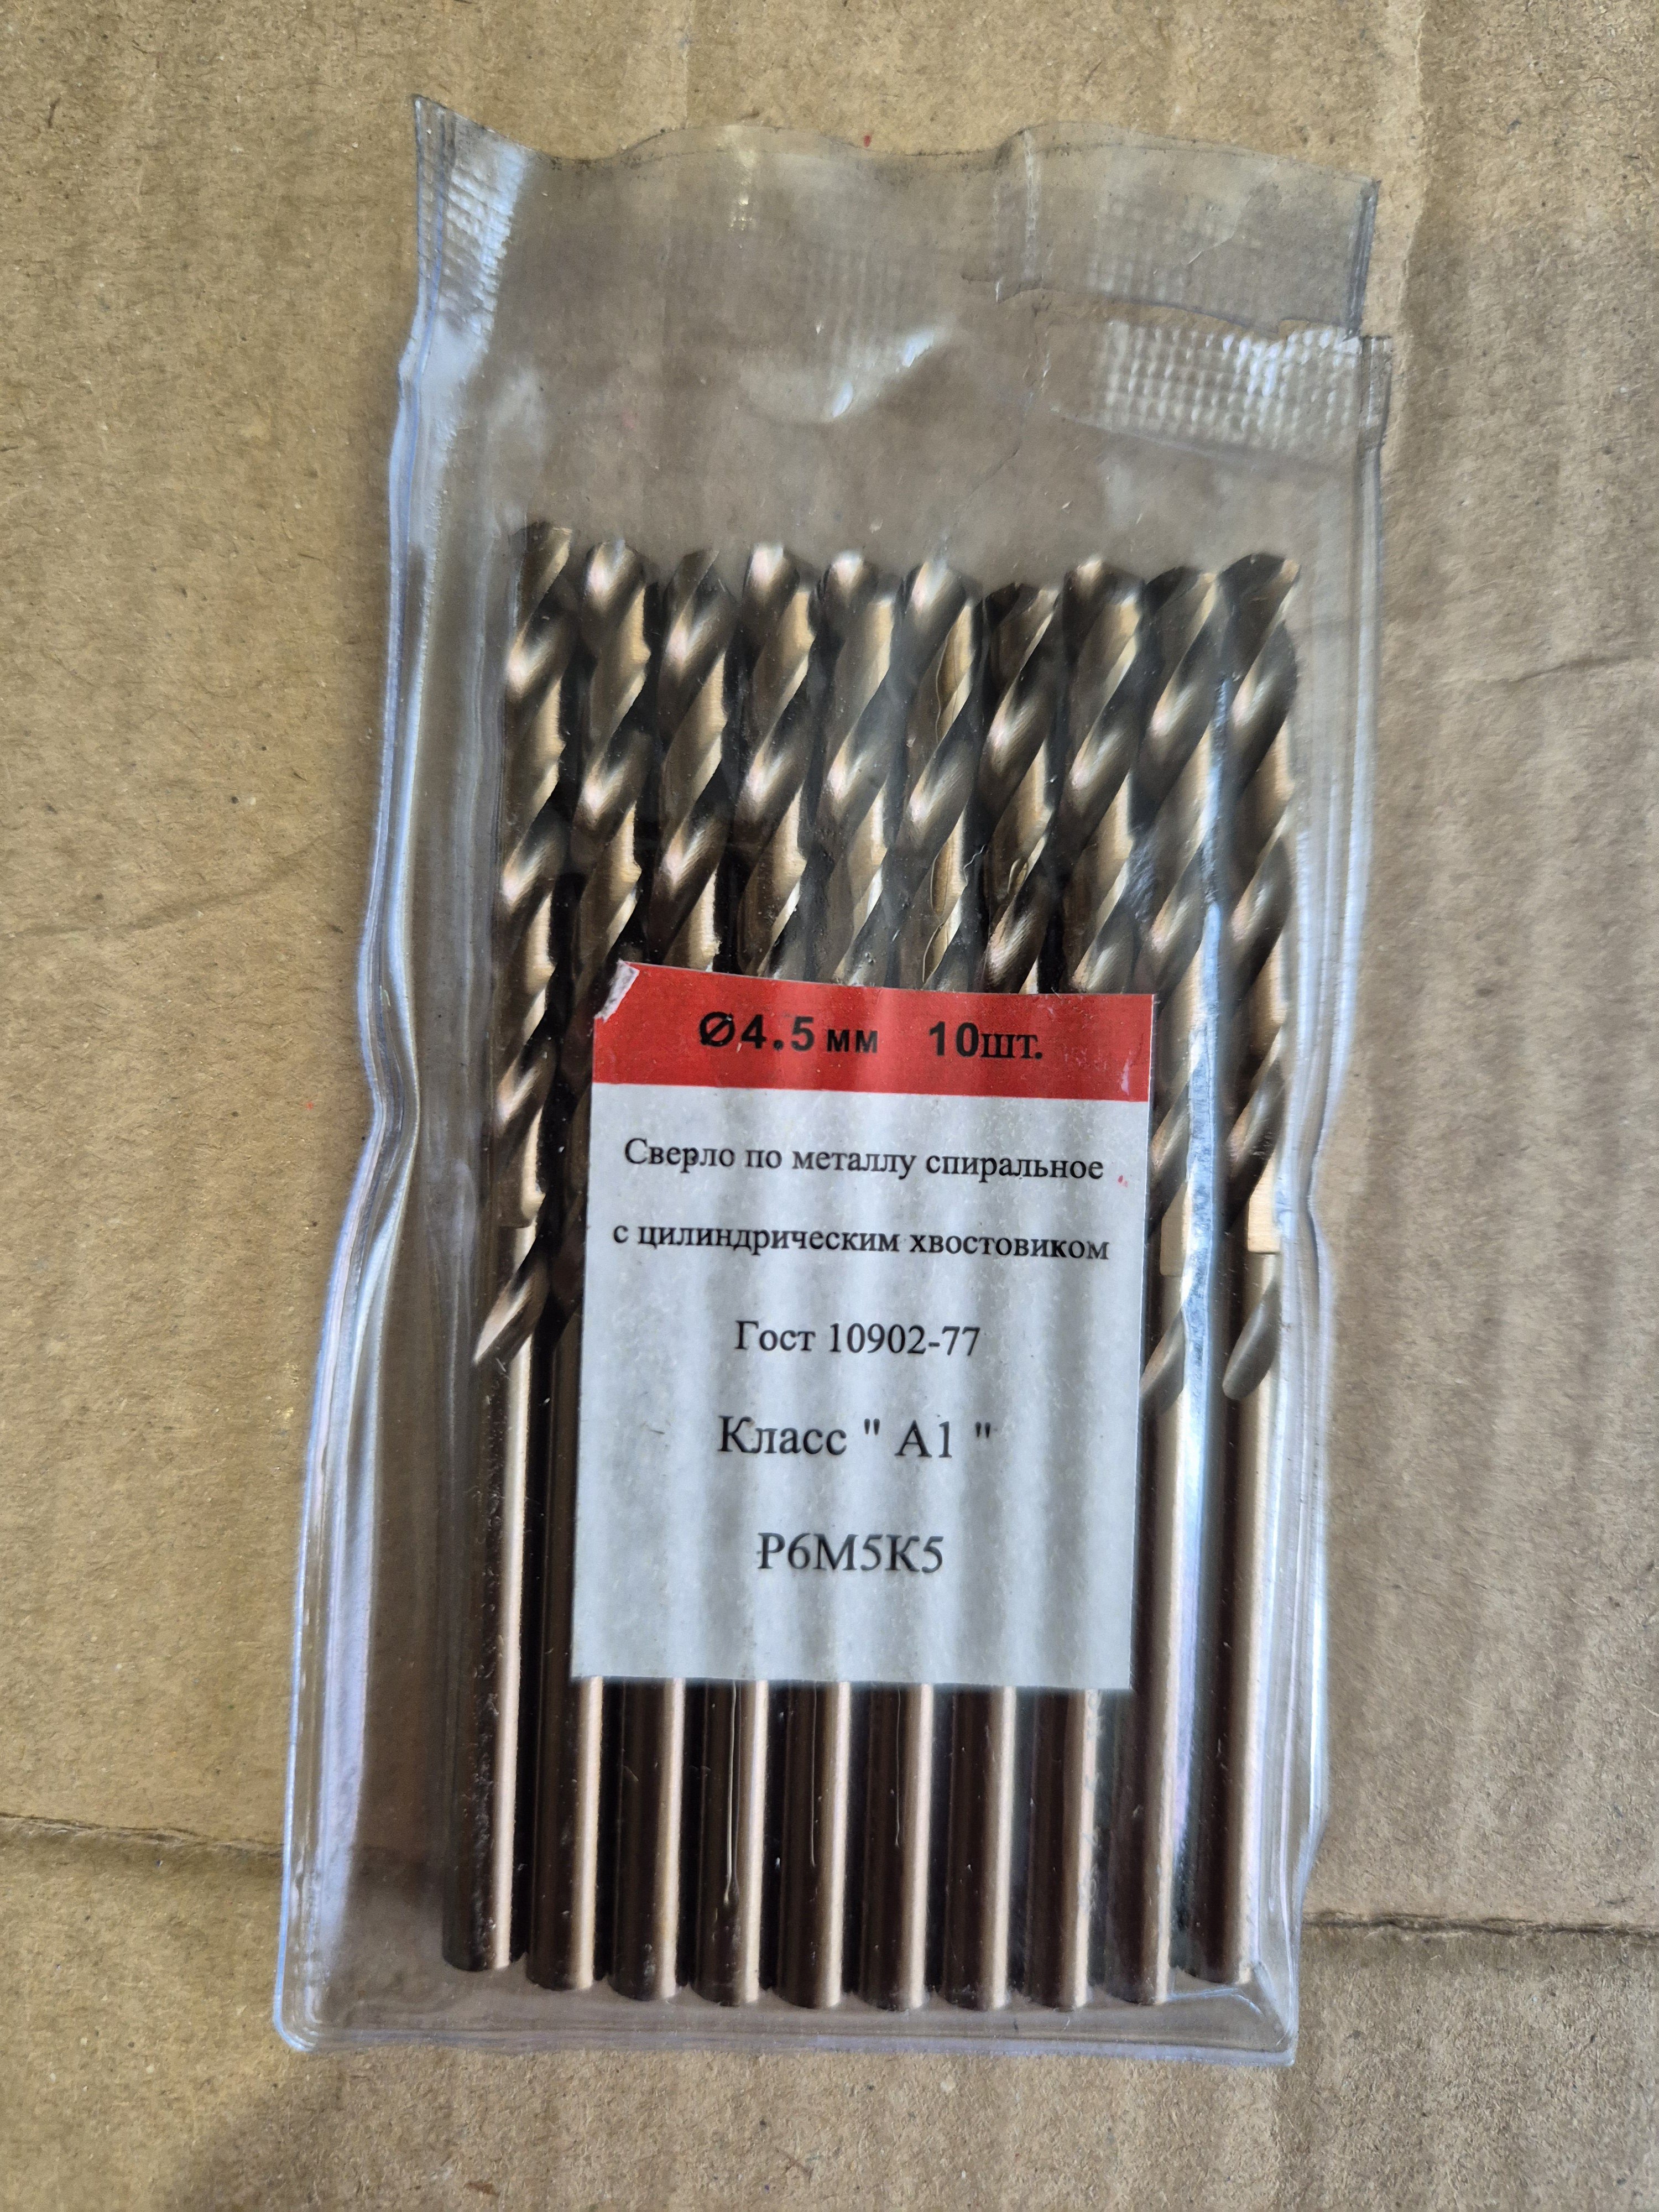 Ø4.5 мм 10шт.
Сверло по металлу спиральное
с цилиндрическим хвостовиком
Гост 10902-77
Класс " А1 "
Р6М5К5